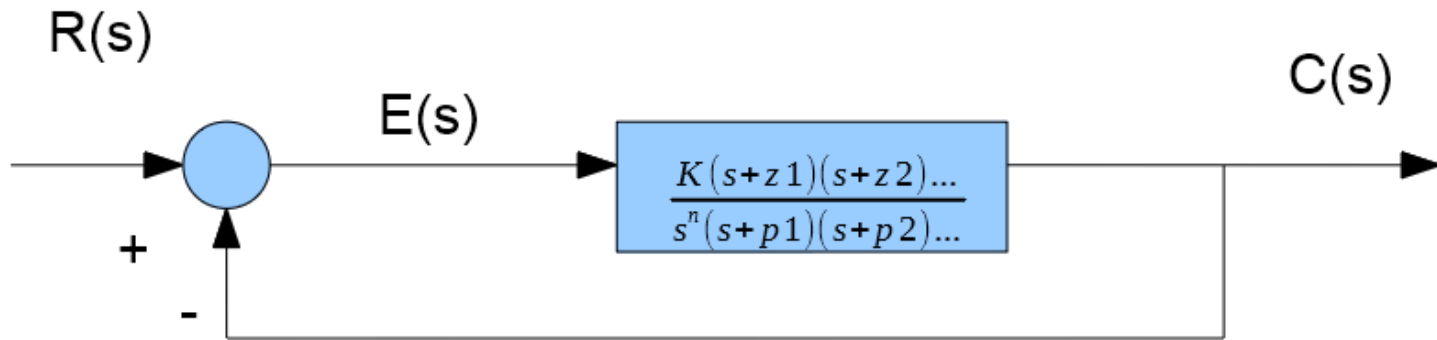 R(s)
E(s)
C(s)
K(s+z1)(s+z2)...
s^n(s+p1)(s+p2)...
+
-